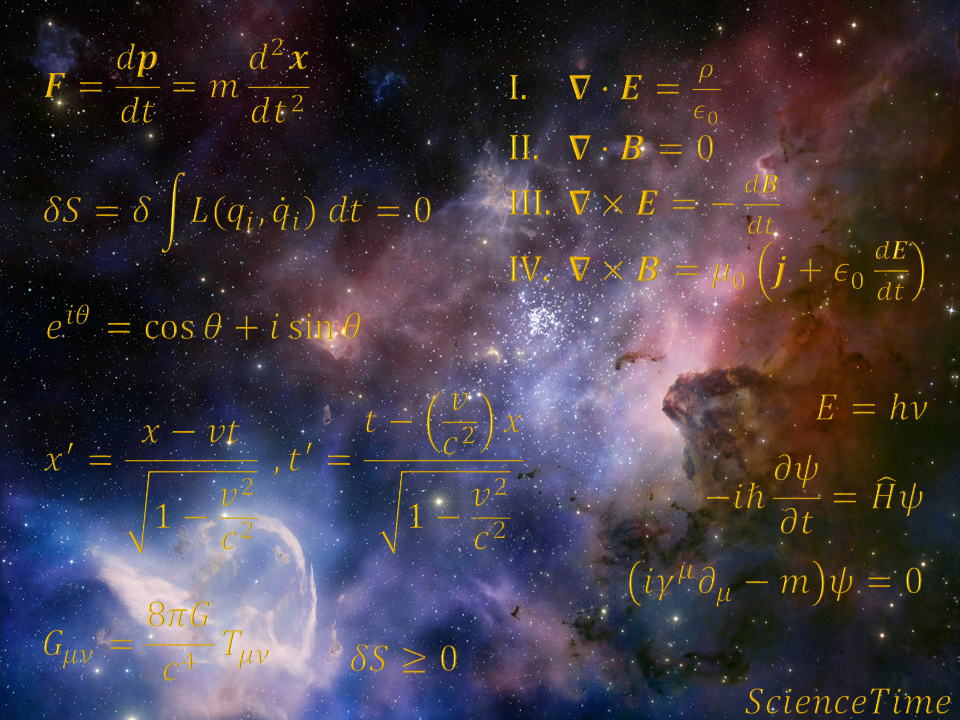 F = dp/dt = m d²x/dt²
δS = δ ∫ L(qᵢ, q̇ᵢ) dt = 0
e^{iθ} = cos θ + i sin θ
x′ = (x − vt)/√(1 − v²/c²) , t′ = (t − (v/c²)x)/√(1 − v²/c²)
G_{μν} = 8πG/c⁴ T_{μν}
δS ≥ 0
I. ∇ · E = ρ/ϵ₀
II. ∇ · B = 0
III. ∇ × E = − dB/dt
IV. ∇ × B = μ₀ (j + ϵ₀ dE/dt)
E = hν
−iℏ ∂ψ/∂t = Ĥψ
(iγ^μ ∂_μ − m)ψ = 0
ScienceTime